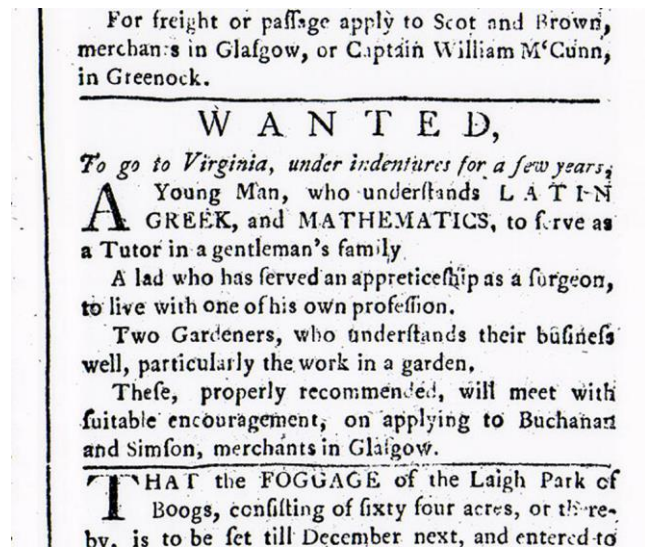 For freight or paſſage apply to Scot and Brown,
merchants in Glaſgow, or Captain William MᶜCunn,
in Greenock.
WANTED,
To go to Virginia, under indentures for a few years,
A Young Man, who underſtands LATIN
GREEK, and MATHEMATICS, to ſerve as
a Tutor in a gentleman's family
A lad who has ſerved an appreticeſhip as a ſurgeon,
to live with one of his own profeſſion.
Two Gardeners, who underſtands their buſineſs
well, particularly the work in a garden.
Theſe, properly recommended, will meet with
ſuitable encouragement, on applying to Buchanan
and Simſon, merchants in Glaſgow.
THAT the FOGGAGE of the Laigh Park of
Boogs, conſiſting of ſixty four acres, or there-
by, is to be ſet till December next, and entered to